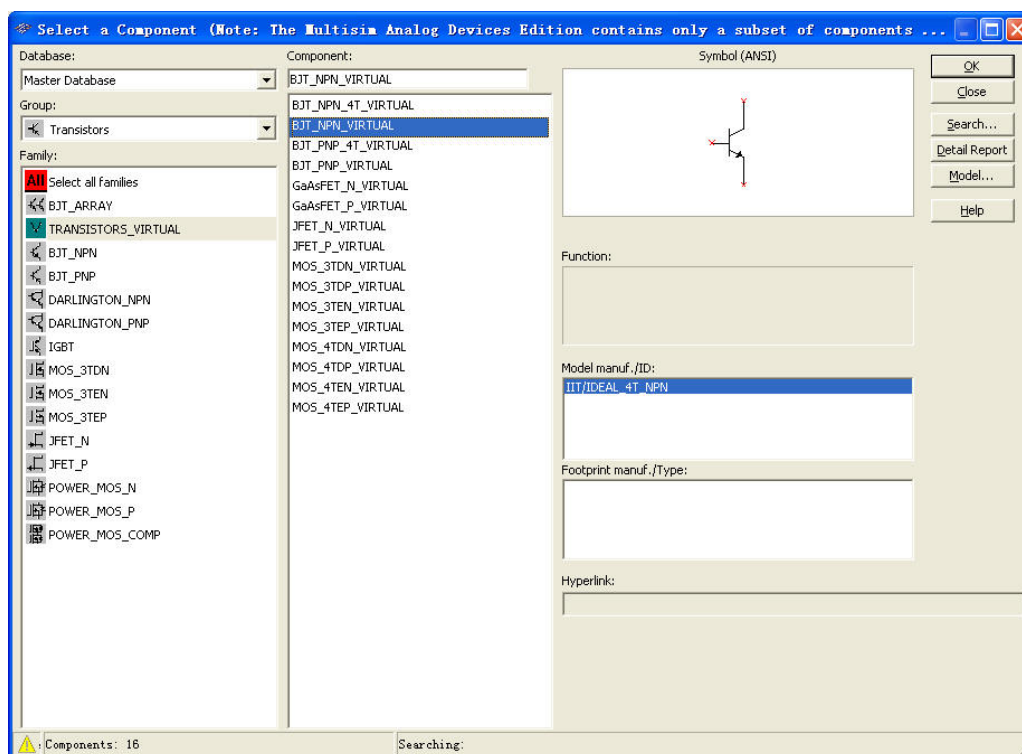 Select a Component (Note: The Multisim Analog Devices Edition contains only a subset of components ...
Database:
Master Database
Group:
Transistors
Family:
All Select all families
BJT_ARRAY
TRANSISTORS_VIRTUAL
BJT_NPN
BJT_PNP
DARLINGTON_NPN
DARLINGTON_PNP
IGBT
MOS_3TDN
MOS_3TEN
MOS_3TEP
JFET_N
JFET_P
POWER_MOS_N
POWER_MOS_P
POWER_MOS_COMP
Component:
BJT_NPN_VIRTUAL
BJT_NPN_4T_VIRTUAL
BJT_NPN_VIRTUAL
BJT_PNP_4T_VIRTUAL
BJT_PNP_VIRTUAL
GaAsFET_N_VIRTUAL
GaAsFET_P_VIRTUAL
JFET_N_VIRTUAL
JFET_P_VIRTUAL
MOS_3TDN_VIRTUAL
MOS_3TDP_VIRTUAL
MOS_3TEN_VIRTUAL
MOS_3TEP_VIRTUAL
MOS_4TDN_VIRTUAL
MOS_4TDP_VIRTUAL
MOS_4TEN_VIRTUAL
MOS_4TEP_VIRTUAL
Symbol (ANSI)
Function:
Model manuf./ID:
IIT/IDEAL_4T_NPN
Footprint manuf./Type:
Hyperlink:
OK
Close
Search...
Detail Report
Model...
Help
Components: 16
Searching: